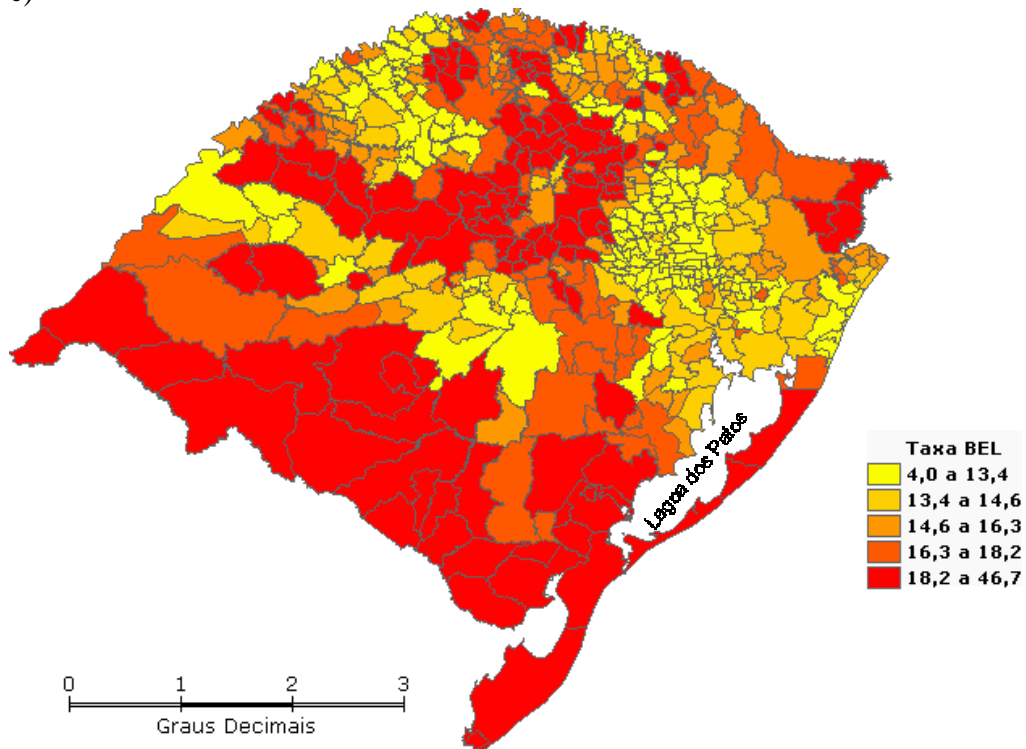 c)
Lagoa dos Patos
Taxa BEL
4,0 a 13,4
13,4 a 14,6
14,6 a 16,3
16,3 a 18,2
18,2 a 46,7
0 1 2 3
Graus Decimais